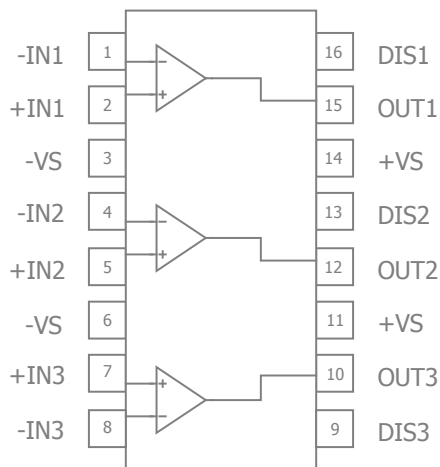 -IN1 1 − 16 DIS1
+IN1 2 + 15 OUT1
-VS 3 14 +VS
-IN2 4 − 13 DIS2
+IN2 5 + 12 OUT2
-VS 6 11 +VS
+IN3 7 + 10 OUT3
-IN3 8 − 9 DIS3